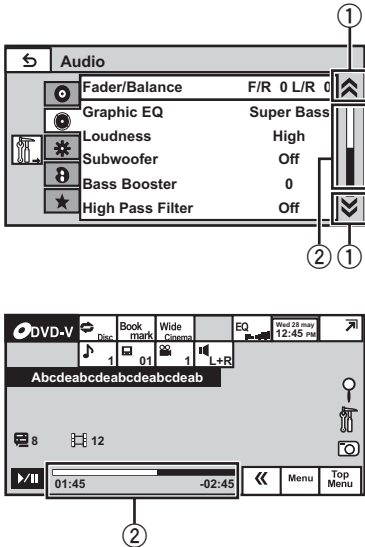 ①
Audio
Fader/Balance F/R 0 L/R 0
Graphic EQ Super Bass
Loudness High
Subwoofer Off
Bass Booster 0
High Pass Filter Off
② ①
DVD-V Disc Book mark Wide Cinema EQ Wed 28 may 12:45 PM
1 01 1 L+R
Abcdeabcdeabcdeabcdeab
8 12
01:45 -02:45 Menu Top Menu
②